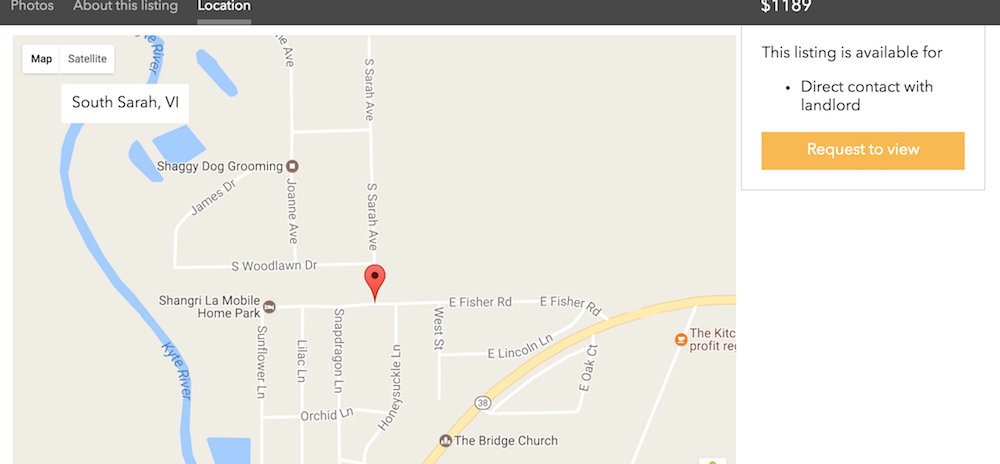 Photos
About this listing
Location
$1189
Map
Satellite
South Sarah, VI
This listing is available for
• Direct contact with
landlord
Request to view
Kyte River
ne Ave
S Sarah Ave
Shaggy Dog Grooming
James Dr
Joanne Ave
S Sarah Ave
S Woodlawn Dr
Shangri La Mobile
Home Park
E Fisher Rd
E Fisher Rd
West St
Sunflower Ln
Lilac Ln
Snapdragon Ln
Honeysuckle Ln
E Lincoln Ln
E Oak Ct
The Kitc
profit reg
Kyte River
38
Orchid Ln
The Bridge Church